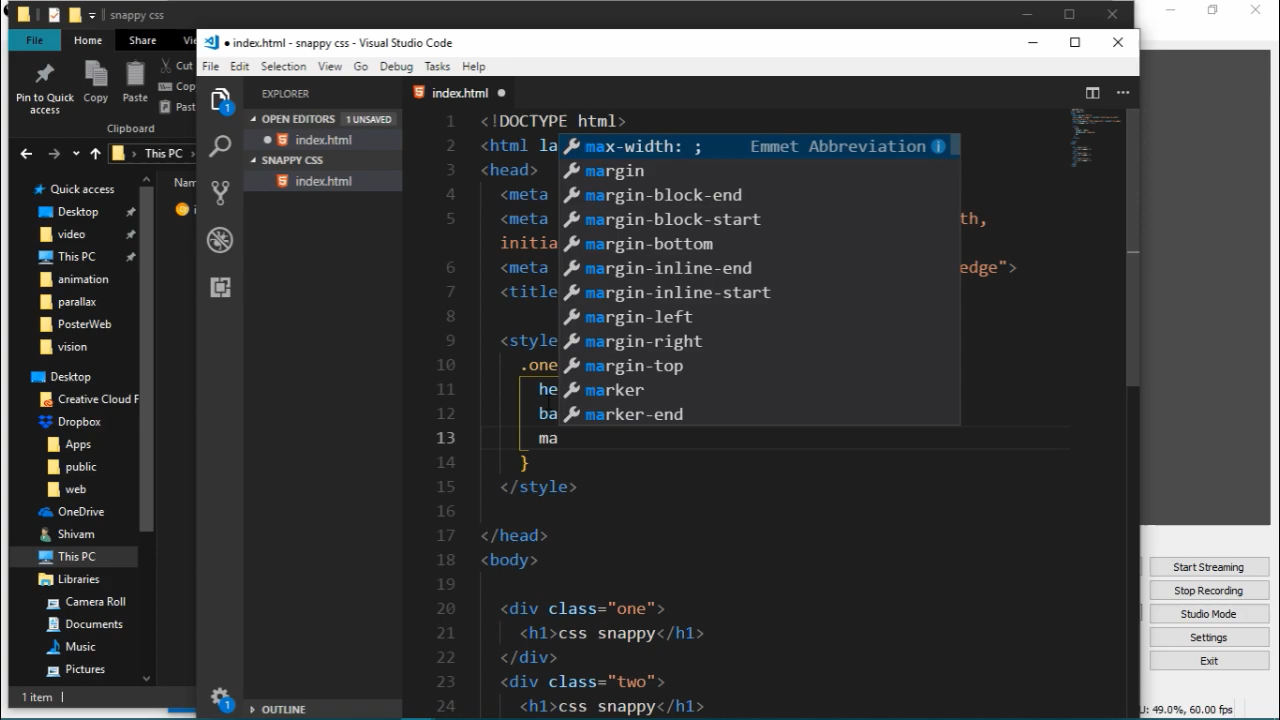 snappy css
File Home Share Vi
Pin to Quick access
Copy
Paste
Cut
Cop
Past
Clipboard
This PC
Nam
Quick access
Desktop
video
This PC
animation
parallax
PosterWeb
vision
Desktop
Creative Cloud F
Dropbox
Apps
public
web
OneDrive
Shivam
This PC
Libraries
Camera Roll
Documents
Music
Pictures
1 item
● index.html - snappy css - Visual Studio Code
File Edit Selection View Go Debug Tasks Help
1
1
EXPLORER
OPEN EDITORS 1 UNSAVED
index.html
SNAPPY CSS
index.html
OUTLINE
index.html
1 <!DOCTYPE html>
2 <html la
3 <head>
4 <meta
5 <meta th,
initia
6 <meta edge">
7 <title
8
9 <style
10 .one
11 he
12 ba
13 ma
14 }
15 </style>
16
17 </head>
18 <body>
19
20 <div class="one">
21 <h1>css snappy</h1>
22 </div>
23 <div class="two">
24 <h1>css snappy</h1>
max-width: ; Emmet Abbreviation
margin
margin-block-end
margin-block-start
margin-bottom
margin-inline-end
margin-inline-start
margin-left
margin-right
margin-top
marker
marker-end
Start Streaming
Stop Recording
Studio Mode
Settings
Exit
U: 49.0%, 60.00 fps